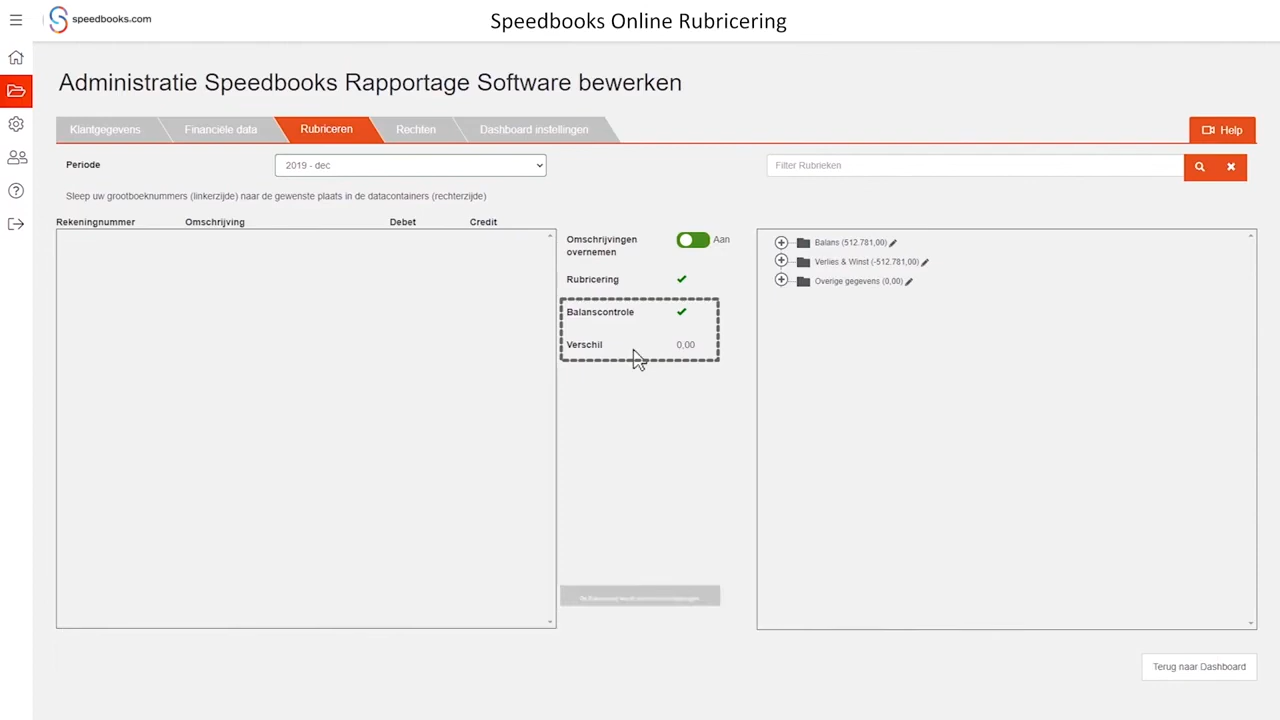 speedbooks.com
Speedbooks Online Rubricering
Administratie Speedbooks Rapportage Software bewerken
Klantgegevens
Financiële data
Rubriceren
Rechten
Dashboard instellingen
Help
Periode
2019 - dec
Filter Rubrieken
Sleep uw grootboeknummers (linkerzijde) naar de gewenste plaats in de datacontainers (rechterzijde)
Rekeningnummer Omschrijving Debet Credit
Omschrijvingen
overnemen
Aan
Rubricering
Balanscontrole
Verschil 0,00
Balans (512.781,00)
Verlies & Winst (-512.781,00)
Overige gegevens (0,00)
Terug naar Dashboard